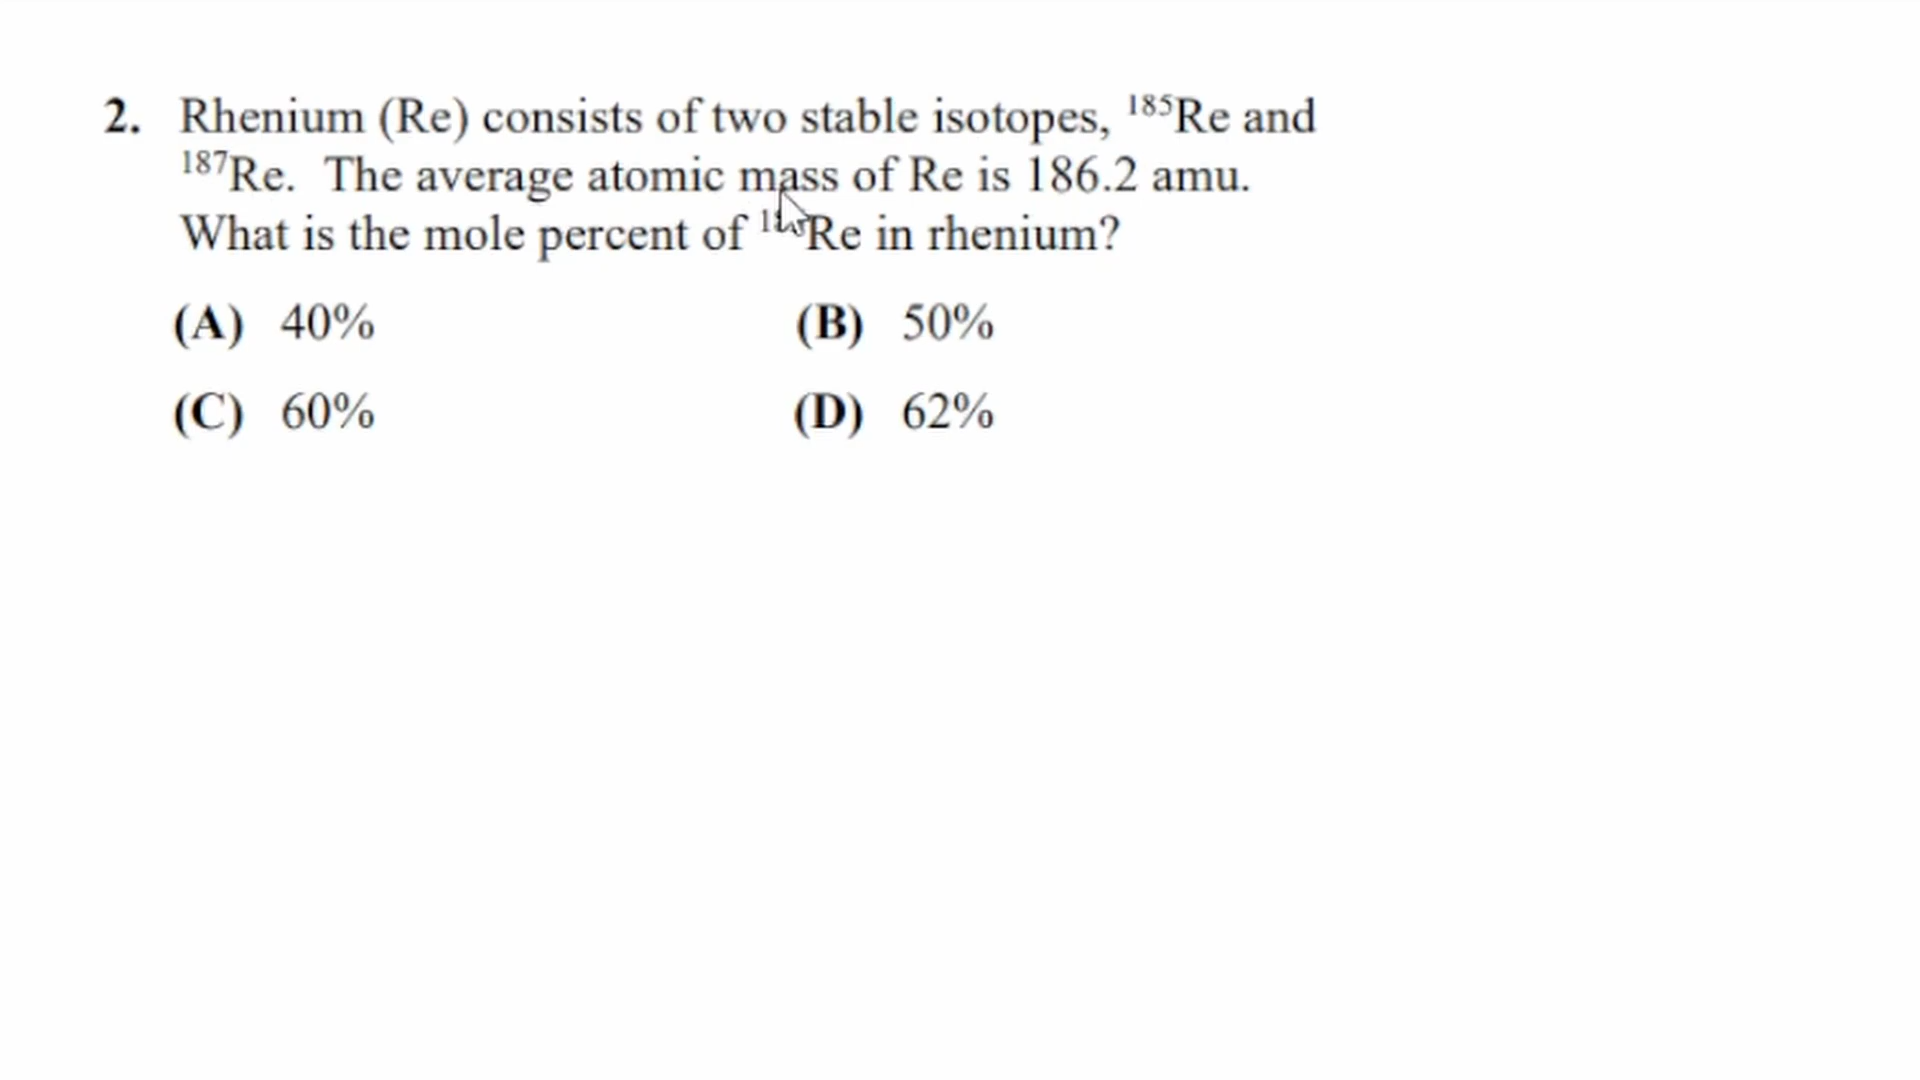 2. Rhenium (Re) consists of two stable isotopes, ¹⁸⁵Re and
¹⁸⁷Re. The average atomic mass of Re is 186.2 amu.
What is the mole percent of Re in rhenium?
(A) 40% (B) 50%
(C) 60% (D) 62%